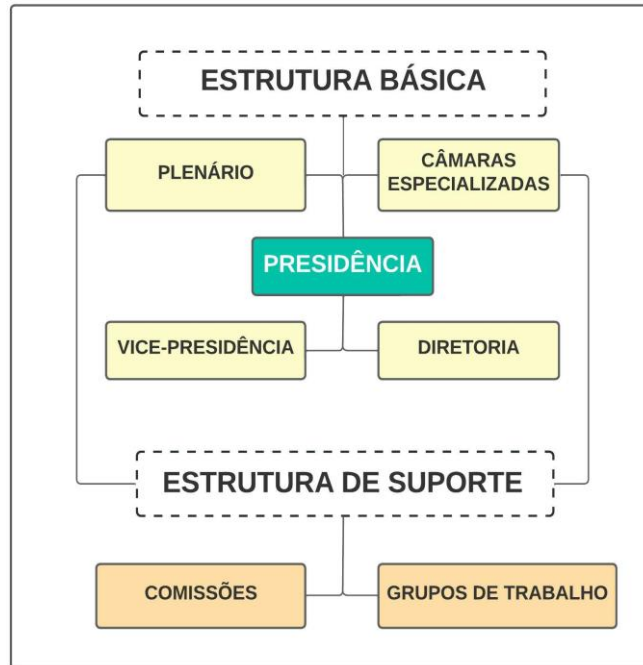 ESTRUTURA BÁSICA
PLENÁRIO
CÂMARAS
ESPECIALIZADAS
PRESIDÊNCIA
VICE-PRESIDÊNCIA
DIRETORIA
ESTRUTURA DE SUPORTE
COMISSÕES
GRUPOS DE TRABALHO